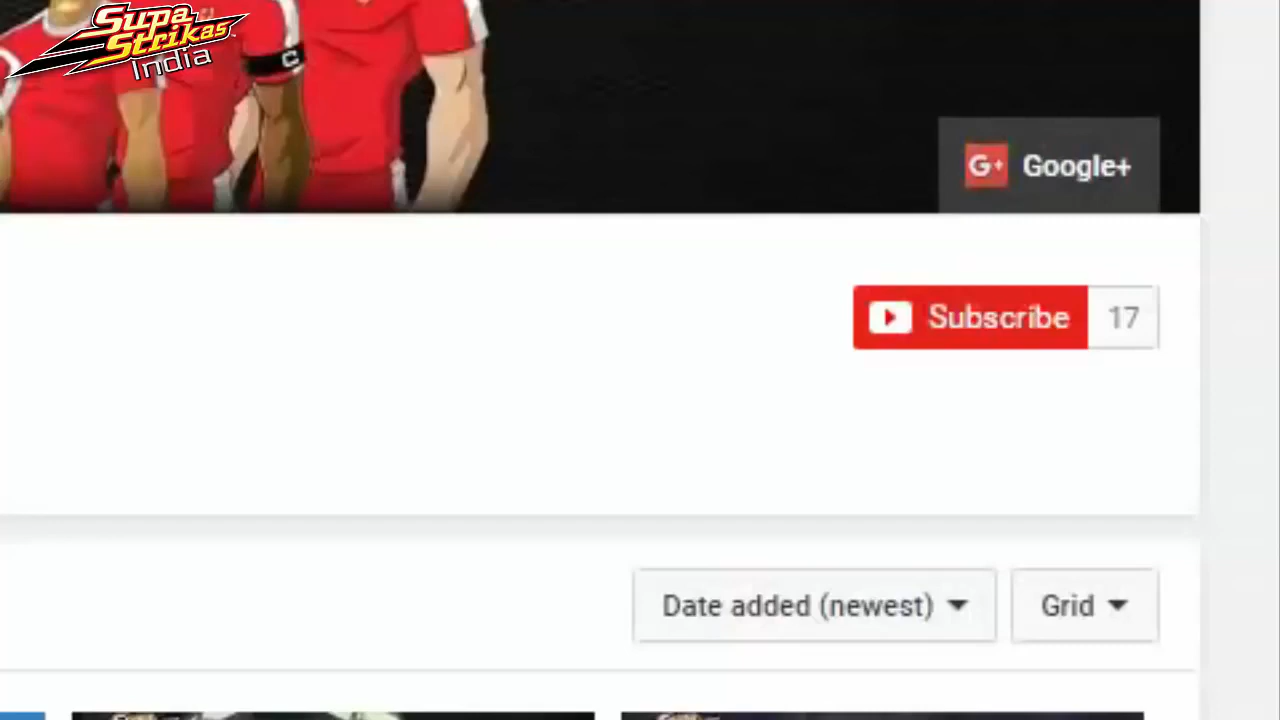 Supa
Strikas
India
C
G+ Google+
Subscribe 17
Date added (newest) Grid